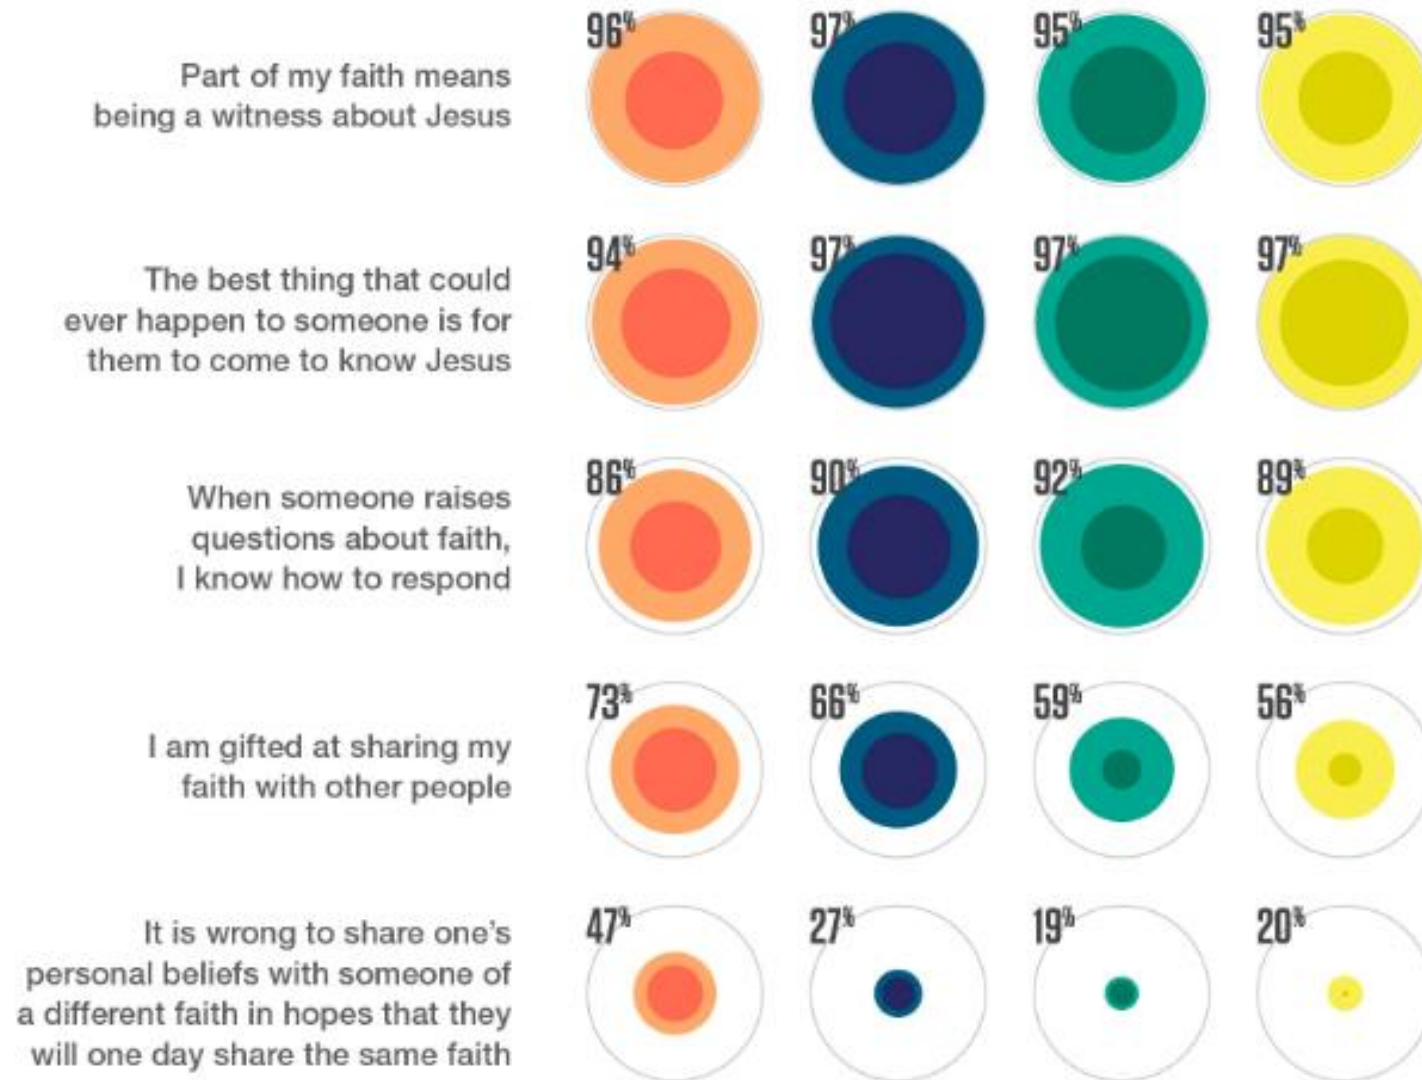 Part of my faith means
being a witness about Jesus
96% 97% 95% 95%
The best thing that could
ever happen to someone is for
them to come to know Jesus
94% 97% 97% 97%
When someone raises
questions about faith,
I know how to respond
86% 90% 92% 89%
I am gifted at sharing my
faith with other people
73% 66% 59% 56%
It is wrong to share one’s
personal beliefs with someone of
a different faith in hopes that they
will one day share the same faith
47% 27% 19% 20%